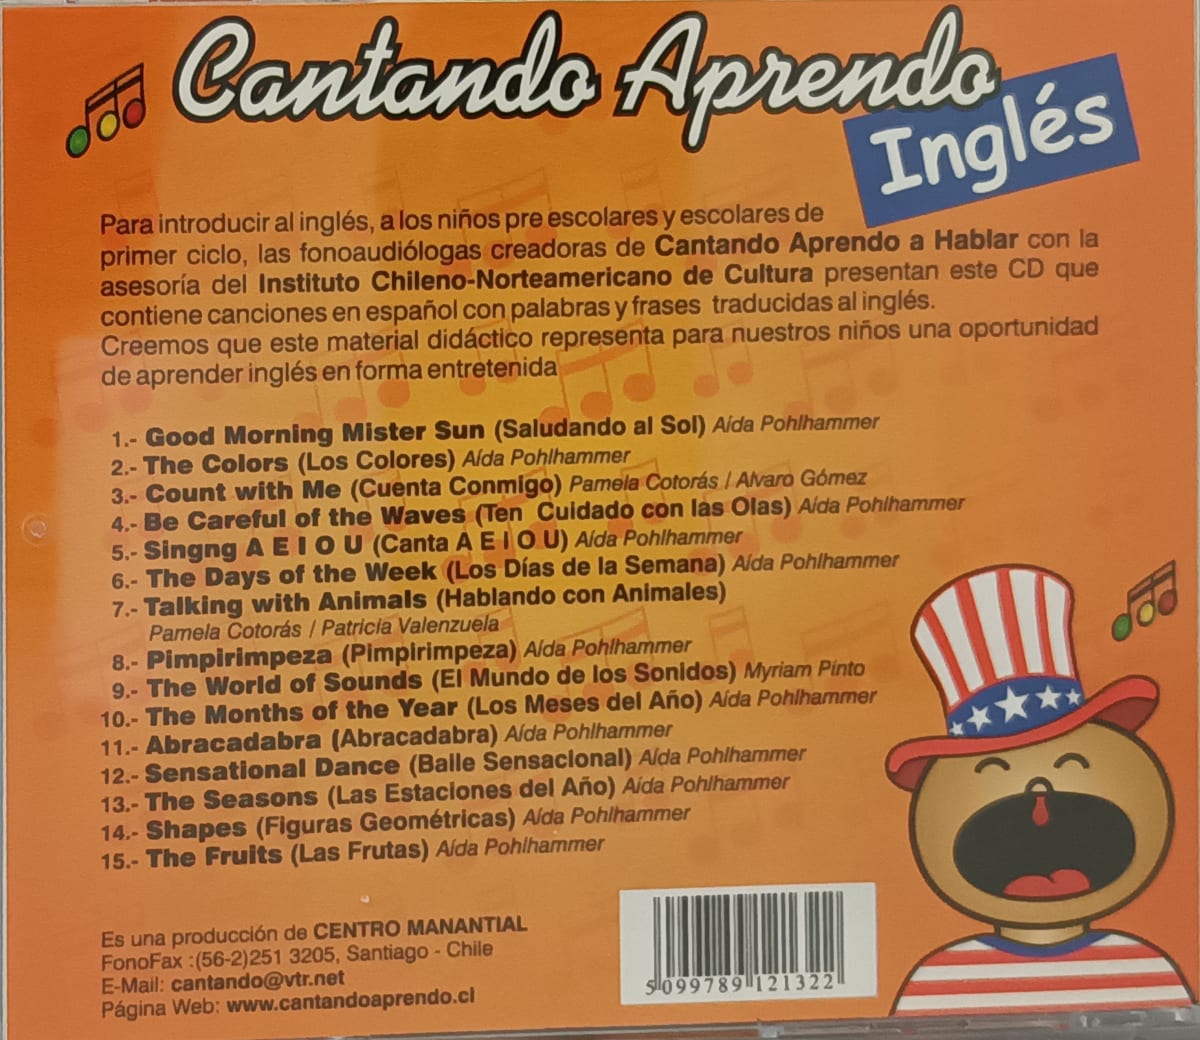 Cantando Aprendo
Inglés
Para introducir al inglés, a los niños pre escolares y escolares de
primer ciclo, las fonoaudiólogas creadoras de Cantando Aprendo a Hablar con la
asesoría del Instituto Chileno-Norteamericano de Cultura presentan este CD que
contiene canciones en español con palabras y frases traducidas al inglés.
Creemos que este material didáctico representa para nuestros niños una oportunidad
de aprender inglés en forma entretenida
1.- Good Morning Mister Sun (Saludando al Sol) Aída Pohlhammer
2.- The Colors (Los Colores) Aída Pohlhammer
3.- Count with Me (Cuenta Conmigo) Pamela Cotorás / Alvaro Gómez
4.- Be Careful of the Waves (Ten Cuidado con las Olas) Aída Pohlhammer
5.- Singng A E I O U (Canta A E I O U) Aída Pohlhammer
6.- The Days of the Week (Los Días de la Semana) Aída Pohlhammer
7.- Talking with Animals (Hablando con Animales)
Pamela Cotorás / Patricia Valenzuela
8.- Pimpirimpeza (Pimpirimpeza) Aída Pohlhammer
9.- The World of Sounds (El Mundo de los Sonidos) Myriam Pinto
10.- The Months of the Year (Los Meses del Año) Aída Pohlhammer
11.- Abracadabra (Abracadabra) Aída Pohlhammer
12.- Sensational Dance (Baile Sensacional) Aída Pohlhammer
13.- The Seasons (Las Estaciones del Año) Aída Pohlhammer
14.- Shapes (Figuras Geométricas) Aída Pohlhammer
15.- The Fruits (Las Frutas) Aída Pohlhammer
Es una producción de CENTRO MANANTIAL
FonoFax :(56-2)251 3205, Santiago - Chile
E-Mail: cantando@vtr.net
Página Web: www.cantandoaprendo.cl
5 099789 121322